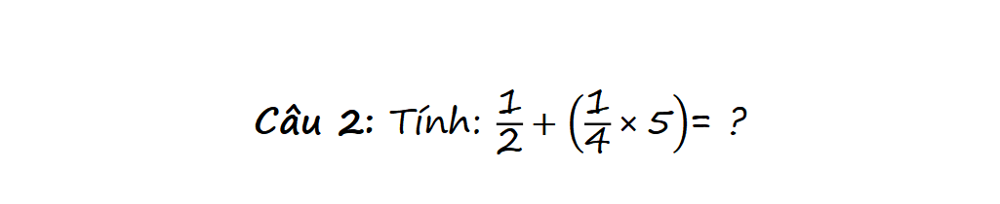 Câu 2: Tính: 1/2 + (1/4 × 5)= ?